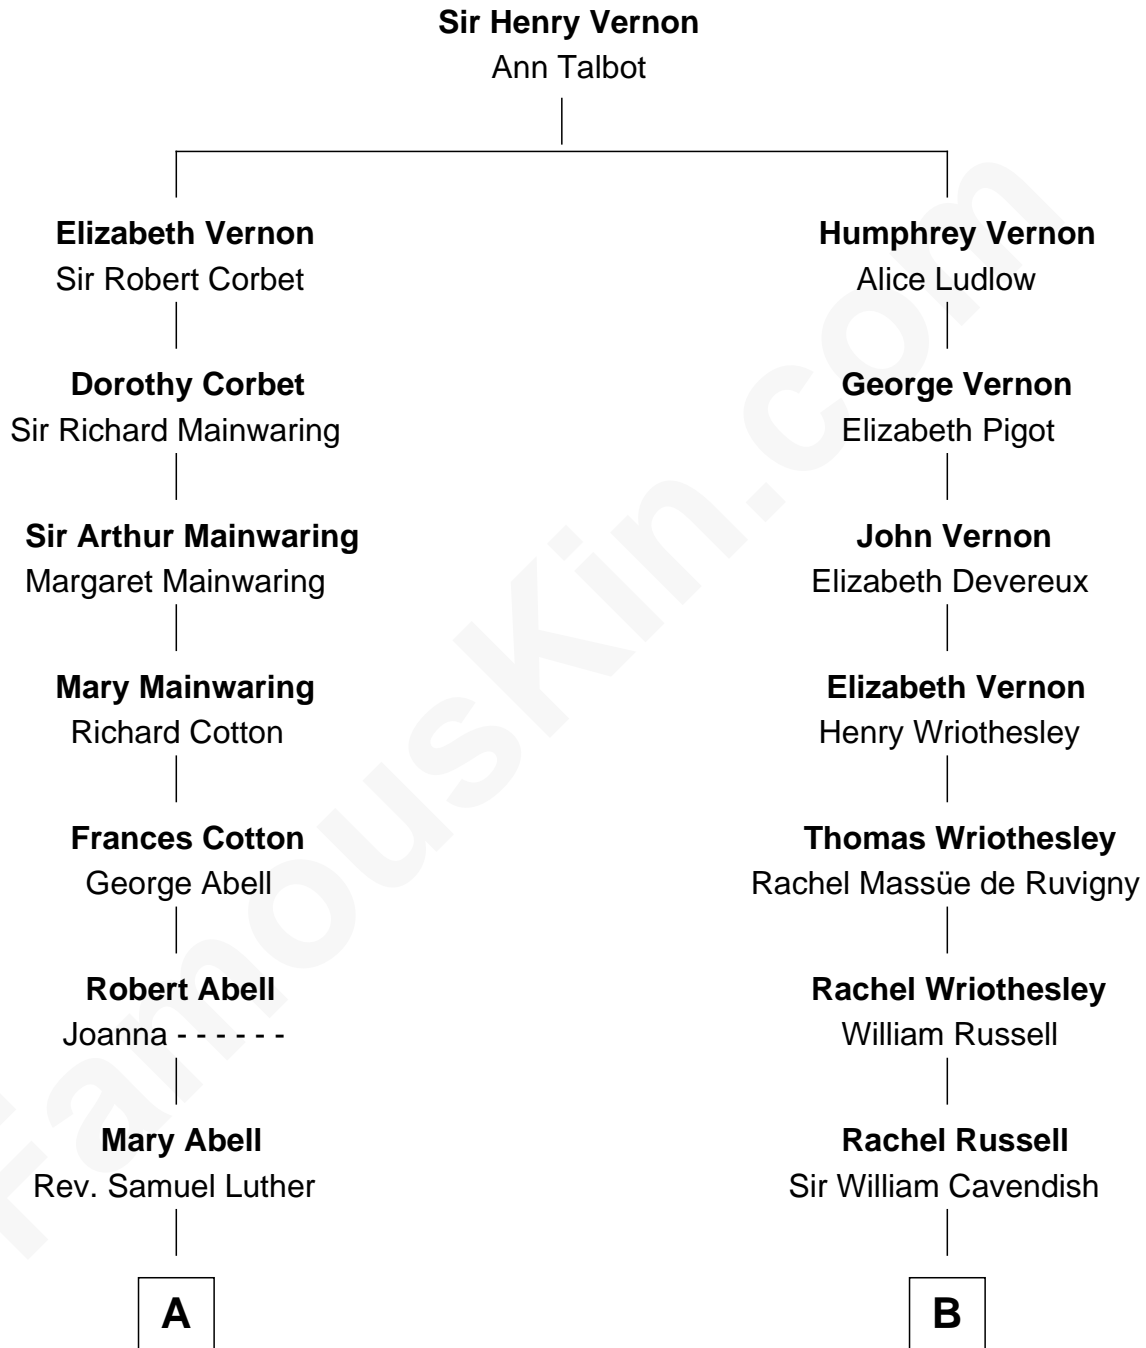 Sir Henry Vernon
Ann Talbot
Elizabeth Vernon
Sir Robert Corbet
Dorothy Corbet
Sir Richard Mainwaring
Sir Arthur Mainwaring
Margaret Mainwaring
Mary Mainwaring
Richard Cotton
Frances Cotton
George Abell
Robert Abell
Joanna - - - - - -
Mary Abell
Rev. Samuel Luther
A
Humphrey Vernon
Alice Ludlow
George Vernon
Elizabeth Pigot
John Vernon
Elizabeth Devereux
Elizabeth Vernon
Henry Wriothesley
Thomas Wriothesley
Rachel Massüe de Ruvigny
Rachel Wriothesley
William Russell
Rachel Russell
Sir William Cavendish
B
FamousKin.com